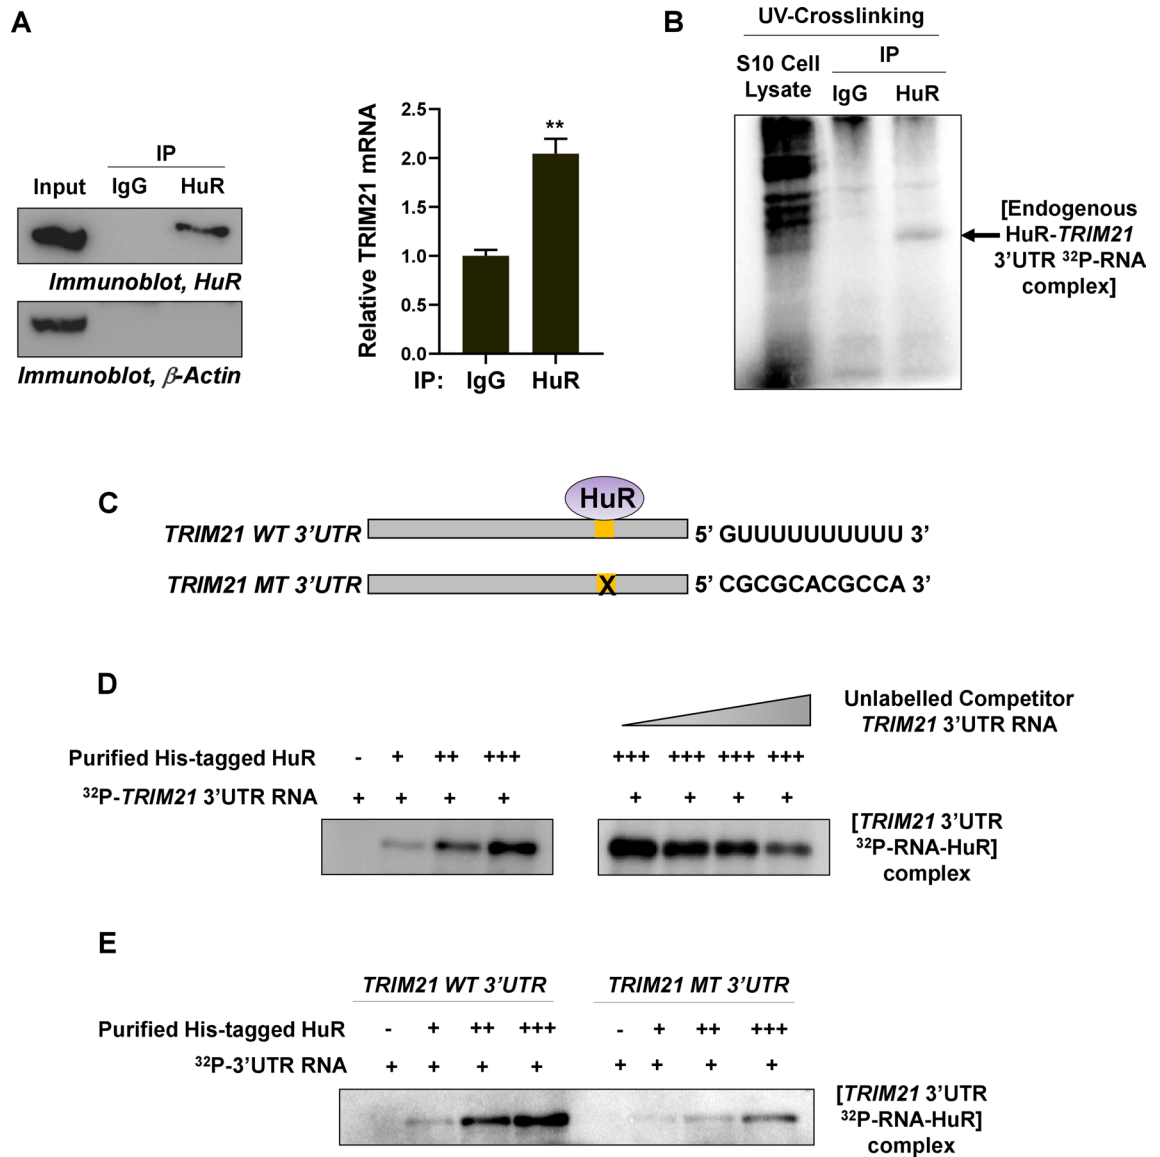 A
IP
Input IgG HuR
Immunoblot, HuR
Immunoblot, β-Actin
Relative TRIM21 mRNA
2.5
2.0
1.5
1.0
0.5
0.0
**
IP: IgG HuR
B
UV-Crosslinking
IP
S10 Cell
Lysate
IgG HuR
[Endogenous
HuR-TRIM21
3’UTR ³²P-RNA
complex]
C
HuR
TRIM21 WT 3’UTR 5’ GUUUUUUUUUU 3’
TRIM21 MT 3’UTR X 5’ CGCGCACGCCA 3’
D
Unlabelled Competitor
TRIM21 3’UTR RNA
Purified His-tagged HuR - + ++ +++ +++ +++ +++ +++
³²P-TRIM21 3’UTR RNA + + + + + + + +
[TRIM21 3’UTR
³²P-RNA-HuR]
complex
E
TRIM21 WT 3’UTR TRIM21 MT 3’UTR
Purified His-tagged HuR - + ++ +++ - + ++ +++
³²P-3’UTR RNA + + + + + + + +
[TRIM21 3’UTR
³²P-RNA-HuR]
complex